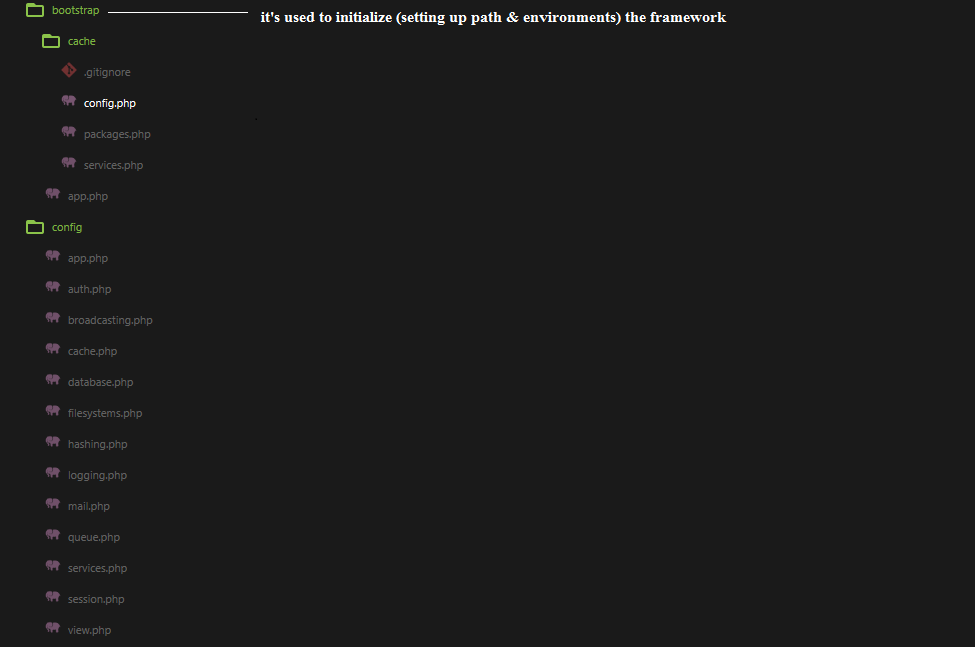 bootstrap it's used to initialize (setting up path & environments) the framework
cache
.gitignore
config.php
packages.php
services.php
app.php
config
app.php
auth.php
broadcasting.php
cache.php
database.php
filesystems.php
hashing.php
logging.php
mail.php
queue.php
services.php
session.php
view.php